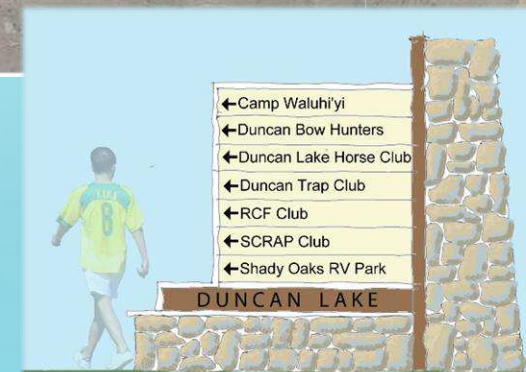 ←Camp Waluhi'yi
←Duncan Bow Hunters
←Duncan Lake Horse Club
←Duncan Trap Club
←RCF Club
←SCRAP Club
←Shady Oaks RV Park
DUNCAN LAKE
8